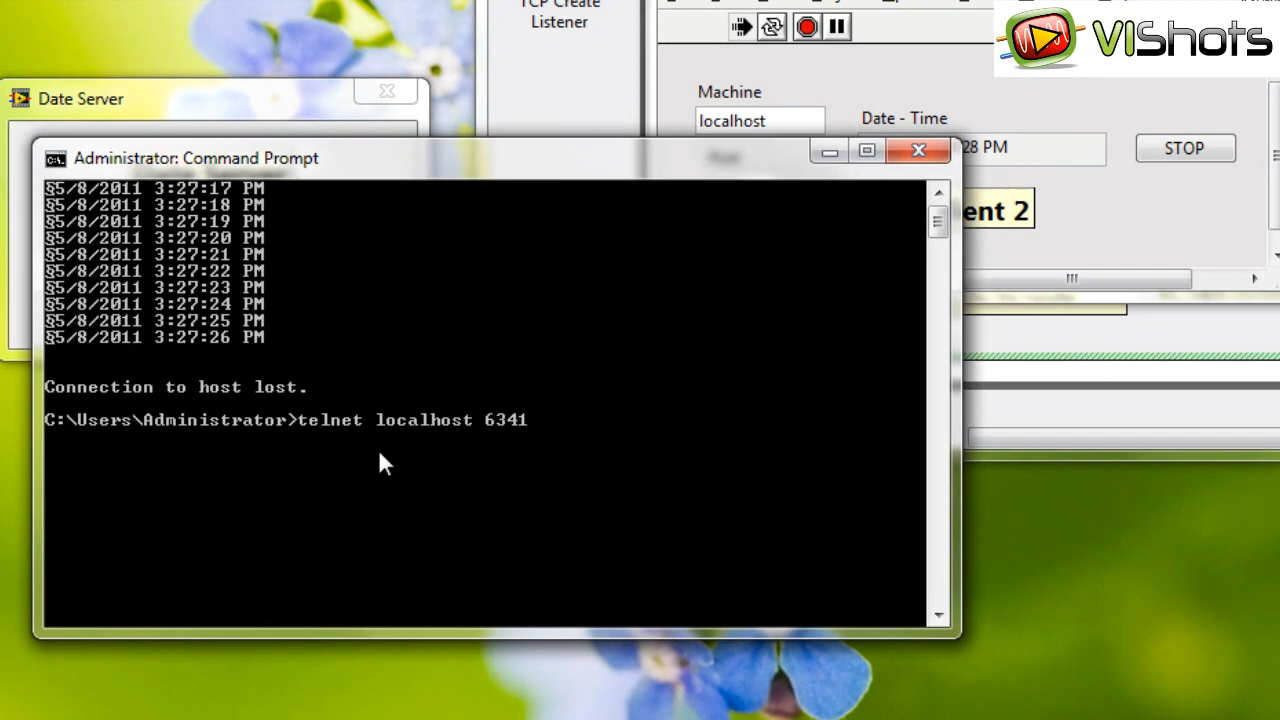 TCP Create
Listener
VIShots
Date Server
Machine
localhost
Date - Time
28 PM
STOP
ent 2
Administrator: Command Prompt
§5/8/2011 3:27:17 PM
§5/8/2011 3:27:18 PM
§5/8/2011 3:27:19 PM
§5/8/2011 3:27:20 PM
§5/8/2011 3:27:21 PM
§5/8/2011 3:27:22 PM
§5/8/2011 3:27:23 PM
§5/8/2011 3:27:24 PM
§5/8/2011 3:27:25 PM
§5/8/2011 3:27:26 PM
Connection to host lost.
C:\Users\Administrator>telnet localhost 6341